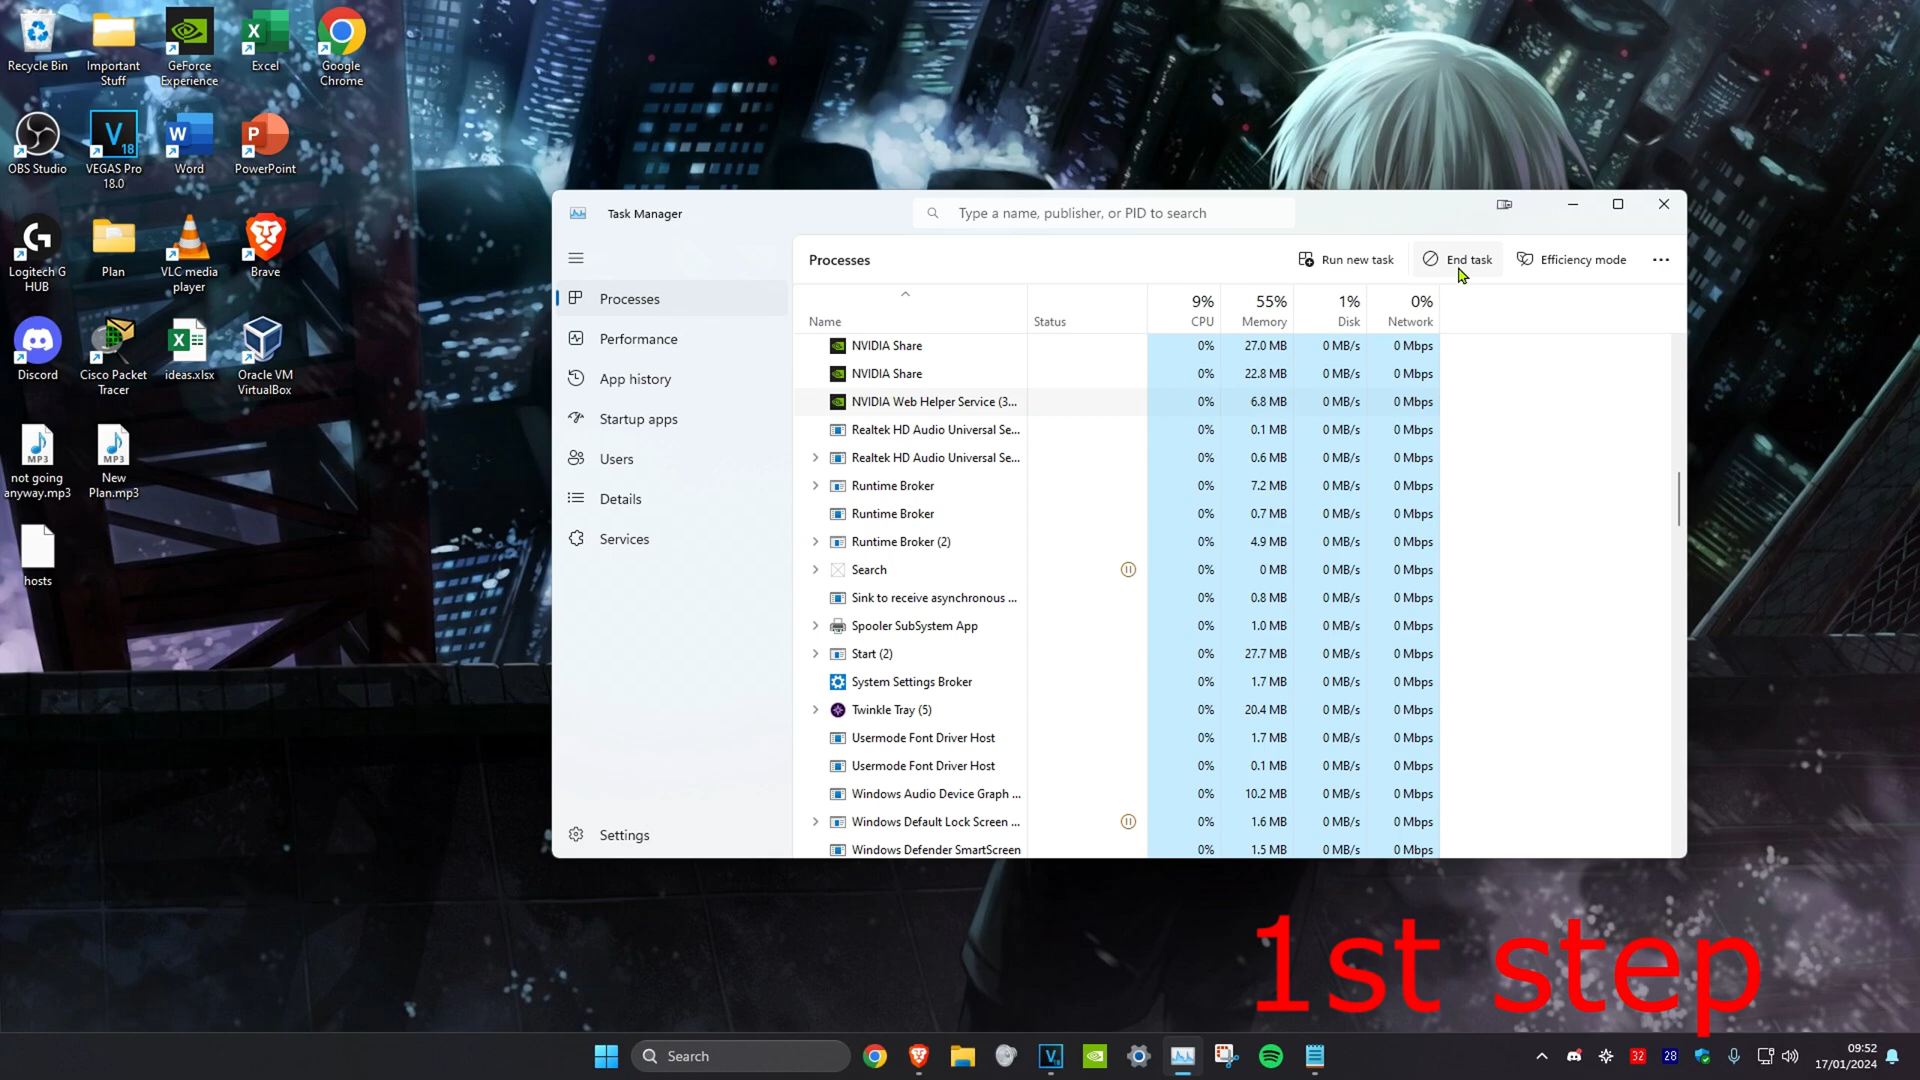 Recycle Bin
Important Stuff
GeForce Experience
Excel
Google Chrome
OBS Studio
VEGAS Pro 18.0
Word
PowerPoint
Logitech G HUB
Plan
VLC media player
Brave
Discord
Cisco Packet Tracer
ideas.xlsx
Oracle VM VirtualBox
not going anyway.mp3
New Plan.mp3
hosts
Task Manager
Type a name, publisher, or PID to search
Processes
Performance
App history
Startup apps
Users
Details
Services
Settings
Processes
Run new task
End task
Efficiency mode
9% 55% 1% 0%
Name Status CPU Memory Disk Network
NVIDIA Share 0% 27.0 MB 0 MB/s 0 Mbps
NVIDIA Share 0% 22.8 MB 0 MB/s 0 Mbps
NVIDIA Web Helper Service (3... 0% 6.8 MB 0 MB/s 0 Mbps
Realtek HD Audio Universal Se... 0% 0.1 MB 0 MB/s 0 Mbps
Realtek HD Audio Universal Se... 0% 0.6 MB 0 MB/s 0 Mbps
Runtime Broker 0% 7.2 MB 0 MB/s 0 Mbps
Runtime Broker 0% 0.7 MB 0 MB/s 0 Mbps
Runtime Broker (2) 0% 4.9 MB 0 MB/s 0 Mbps
Search 0% 0 MB 0 MB/s 0 Mbps
Sink to receive asynchronous ... 0% 0.8 MB 0 MB/s 0 Mbps
Spooler SubSystem App 0% 1.0 MB 0 MB/s 0 Mbps
Start (2) 0% 27.7 MB 0 MB/s 0 Mbps
System Settings Broker 0% 1.7 MB 0 MB/s 0 Mbps
Twinkle Tray (5) 0% 20.4 MB 0 MB/s 0 Mbps
Usermode Font Driver Host 0% 1.7 MB 0 MB/s 0 Mbps
Usermode Font Driver Host 0% 0.1 MB 0 MB/s 0 Mbps
Windows Audio Device Graph ... 0% 10.2 MB 0 MB/s 0 Mbps
Windows Default Lock Screen ... 0% 1.6 MB 0 MB/s 0 Mbps
Windows Defender SmartScreen 0% 1.5 MB 0 MB/s 0 Mbps
1st step
Search
32
28
09:52
17/01/2024